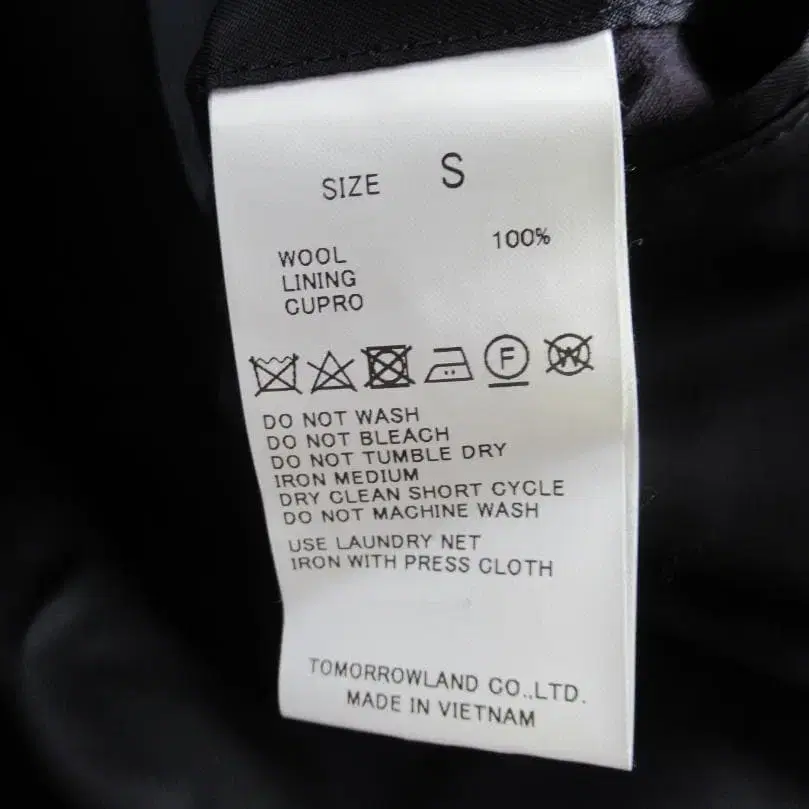 SIZE S
WOOL 100%
LINING
CUPRO
F W
DO NOT WASH
DO NOT BLEACH
DO NOT TUMBLE DRY
IRON MEDIUM
DRY CLEAN SHORT CYCLE
DO NOT MACHINE WASH
USE LAUNDRY NET
IRON WITH PRESS CLOTH
TOMORROWLAND CO.,LTD.
MADE IN VIETNAM